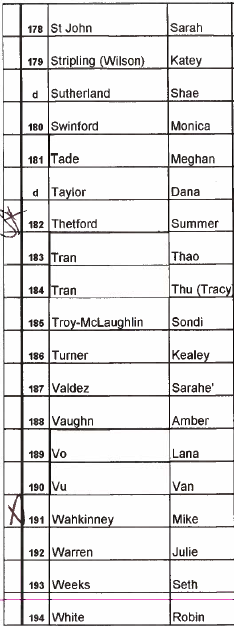 178 St John Sarah
179 Stripling (Wilson) Katey
d Sutherland Shae
180 Swinford Monica
181 Tade Meghan
d Taylor Dana
182 Thetford Summer
183 Tran Thao
184 Tran Thu (Tracy
185 Troy-McLaughlin Sondi
186 Turner Kealey
187 Valdez Sarahe'
188 Vaughn Amber
189 Vo Lana
190 Vu Van
191 Wahkinney Mike
192 Warren Julie
193 Weeks Seth
194 White Robin